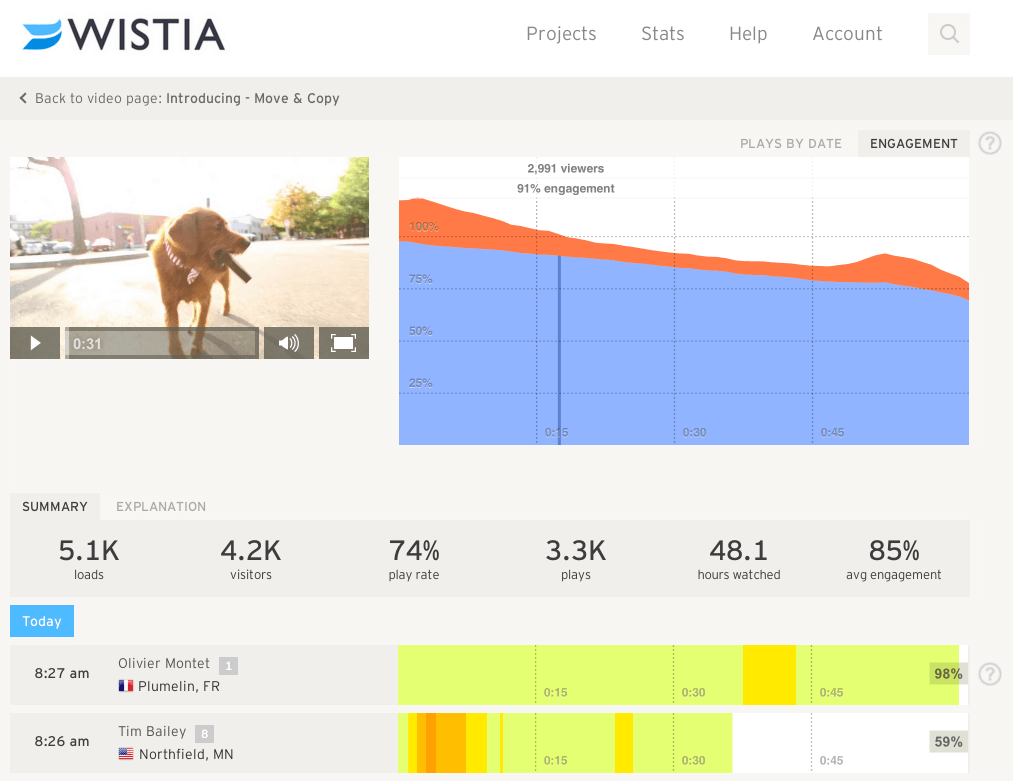 WISTIA
Projects Stats Help Account
Back to video page: Introducing - Move & Copy
PLAYS BY DATE ENGAGEMENT ?
2,991 viewers
91% engagement
100%
75%
50%
25%
0:15 0:30 0:45
0:31
SUMMARY EXPLANATION
5.1K 4.2K 74% 3.3K 48.1 85%
loads visitors play rate plays hours watched avg engagement
Today
8:27 am
Olivier Montet 1
Plumelin, FR
0:15 0:30 0:45
98% ?
8:26 am
Tim Bailey 8
Northfield, MN
0:15 0:30 0:45
59%